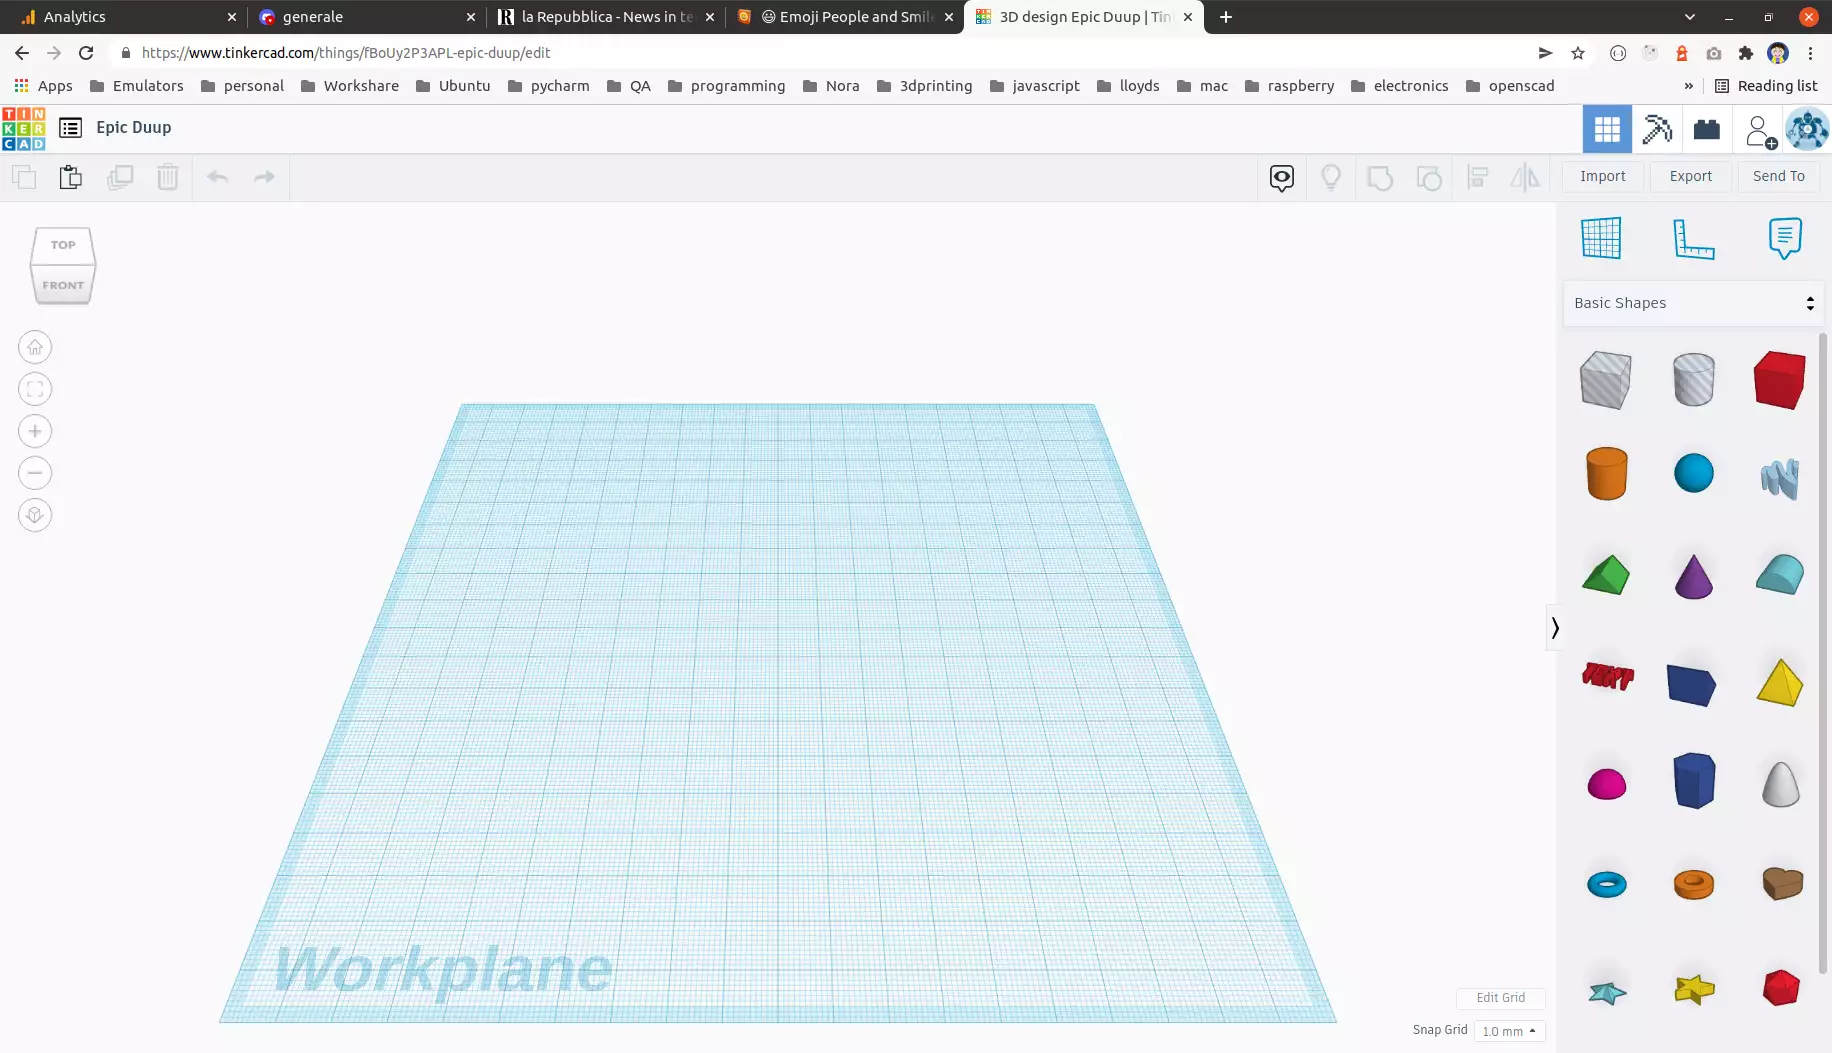 Analytics
generale
la Repubblica - News in te
😃 Emoji People and Smil
3D design Epic Duup | Tin
https://www.tinkercad.com/things/fBoUy2P3APL-epic-duup/edit
Apps
Emulators
personal
Workshare
Ubuntu
pycharm
QA
programming
Nora
3dprinting
javascript
lloyds
mac
raspberry
electronics
openscad
»
Reading list
TIN
KER
CAD
Epic Duup
Import
Export
Send To
TOP
FRONT
Basic Shapes
TEXT
Workplane
Edit Grid
Snap Grid
1.0 mm